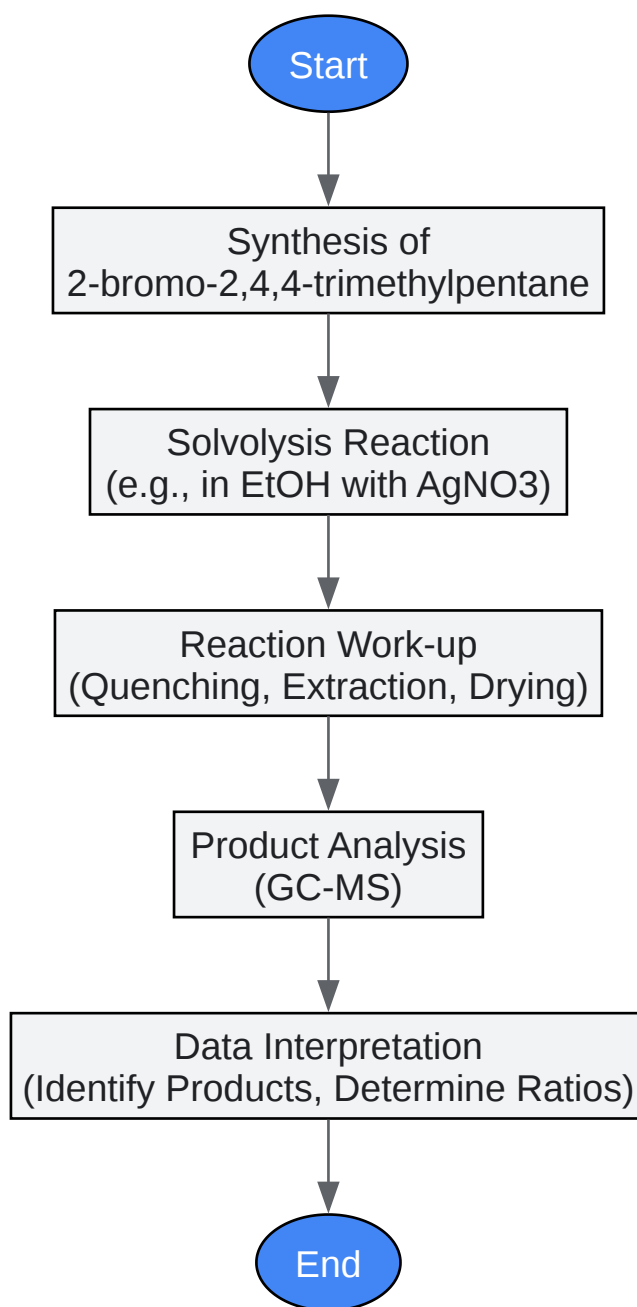 Start
Synthesis of
2-bromo-2,4,4-trimethylpentane
Solvolysis Reaction
(e.g., in EtOH with AgNO3)
Reaction Work-up
(Quenching, Extraction, Drying)
Product Analysis
(GC-MS)
Data Interpretation
(Identify Products, Determine Ratios)
End